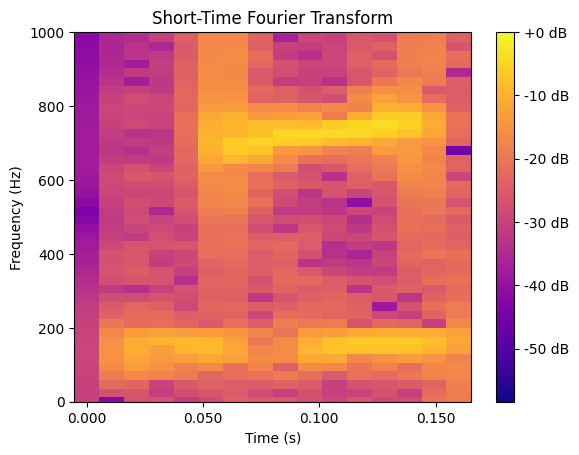 Short-Time Fourier Transform
1000
800
600
400
200
0
Frequency (Hz)
0.000
0.050
0.100
0.150
Time (s)
+0 dB
-10 dB
-20 dB
-30 dB
-40 dB
-50 dB